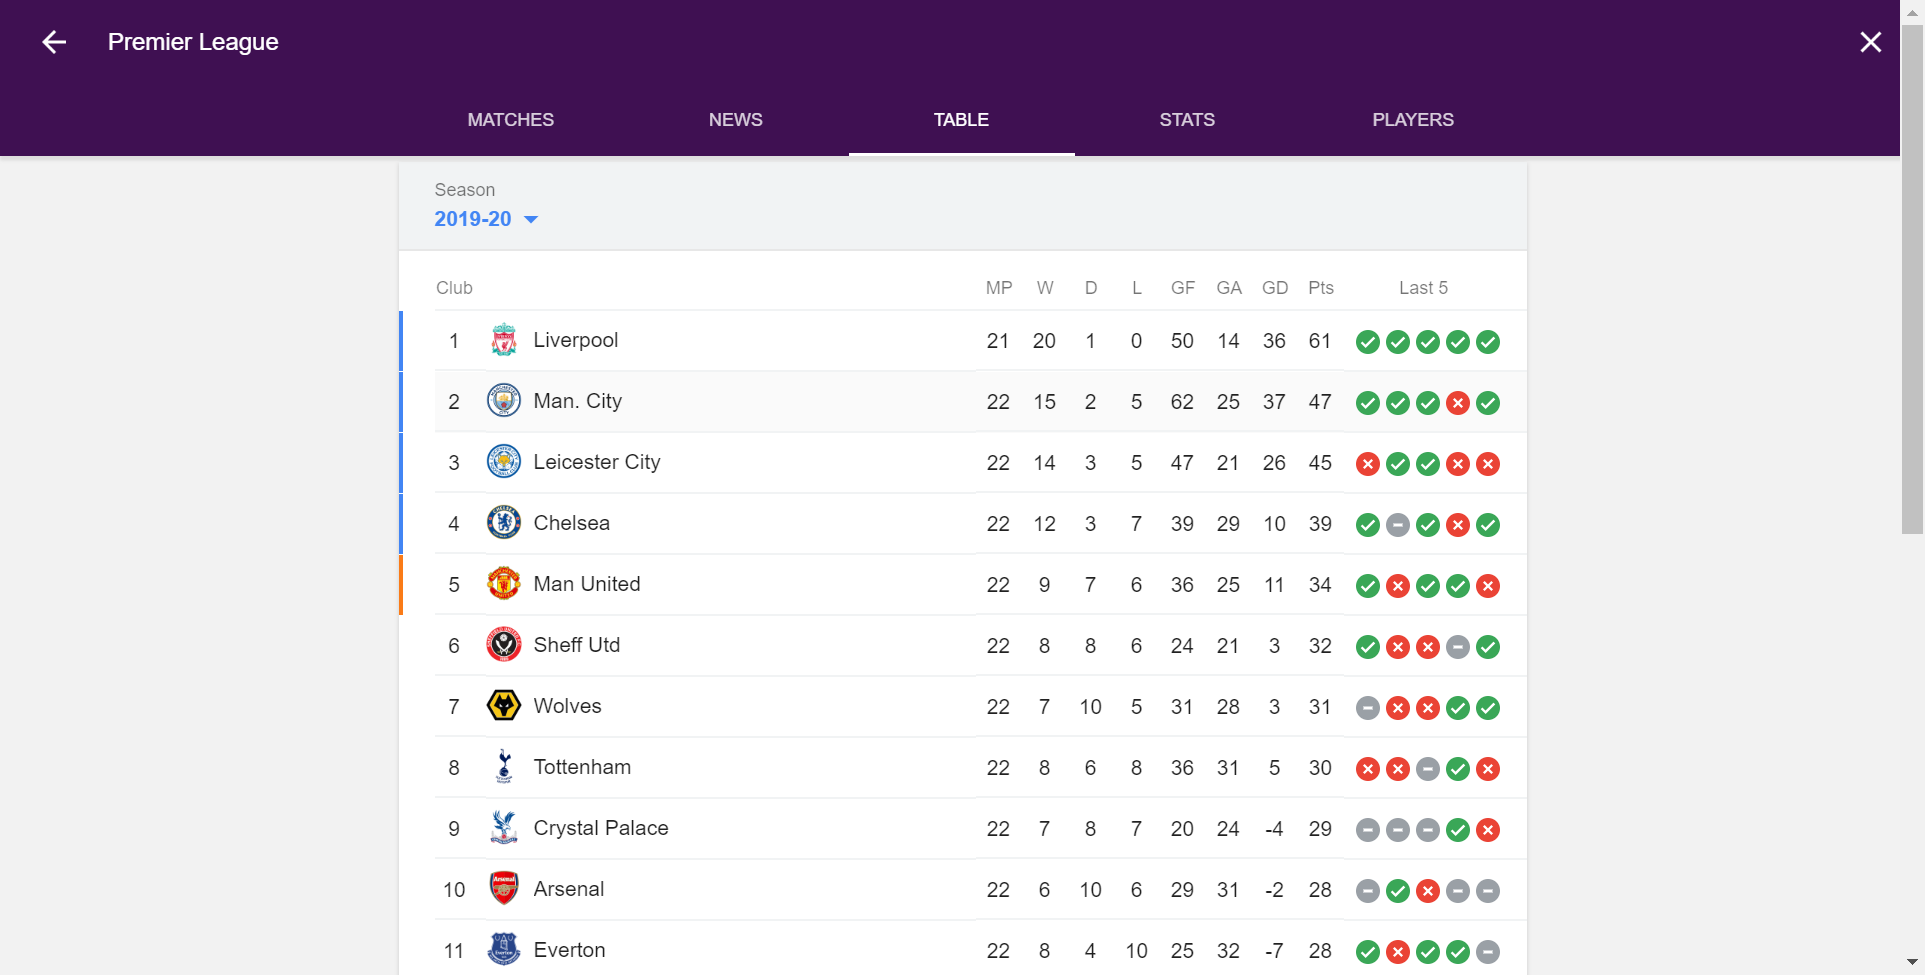 Premier League
MATCHES NEWS TABLE STATS PLAYERS
Season
2019-20
Club MP W D L GF GA GD Pts Last 5
1 Liverpool 21 20 1 0 50 14 36 61
2 Man. City 22 15 2 5 62 25 37 47
3 Leicester City 22 14 3 5 47 21 26 45
4 Chelsea 22 12 3 7 39 29 10 39
5 Man United 22 9 7 6 36 25 11 34
6 Sheff Utd 22 8 8 6 24 21 3 32
7 Wolves 22 7 10 5 31 28 3 31
8 Tottenham 22 8 6 8 36 31 5 30
9 Crystal Palace 22 7 8 7 20 24 -4 29
10 Arsenal 22 6 10 6 29 31 -2 28
11 Everton 22 8 4 10 25 32 -7 28